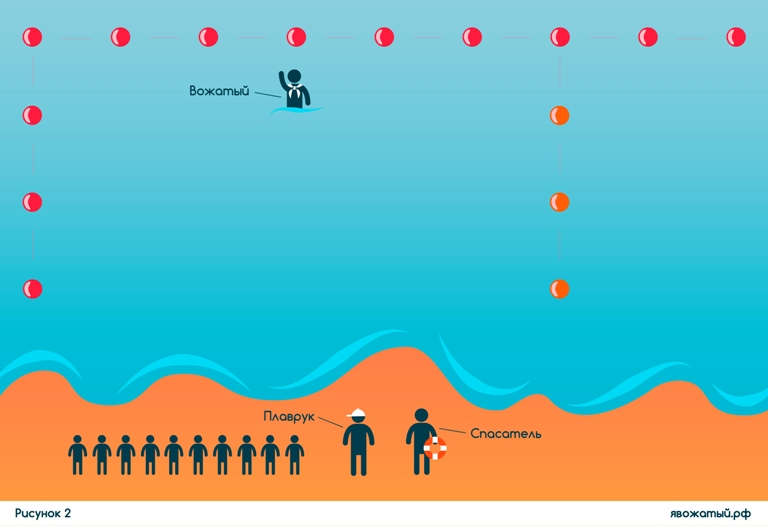 Вожатый
Плаврук
Спасатель
Рисунок 2
явожатый.рф